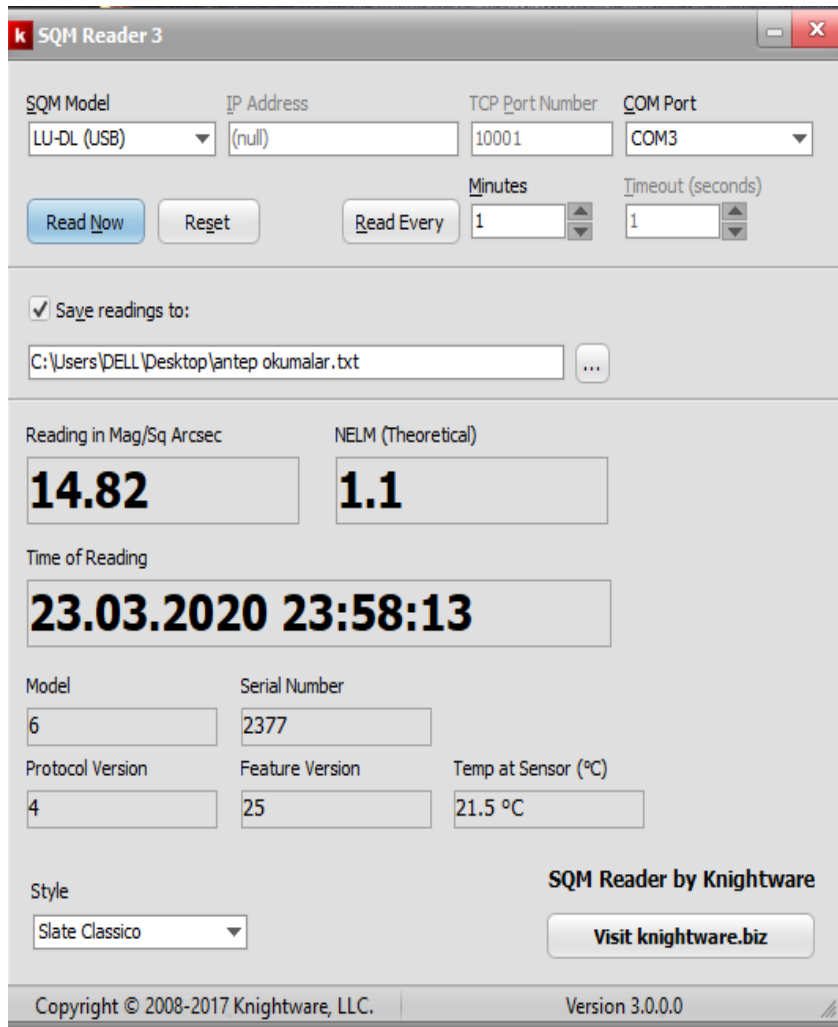 k SQM Reader 3
SQM Model IP Address TCP Port Number COM Port
LU-DL (USB) (null) 10001 COM3
Minutes Timeout (seconds)
Read Now Reset Read Every 1 1
Save readings to:
C:\Users\DELL\Desktop\antep okumalar.txt ...
Reading in Mag/Sq Arcsec NELM (Theoretical)
14.82 1.1
Time of Reading
23.03.2020 23:58:13
Model Serial Number
6 2377
Protocol Version Feature Version Temp at Sensor (ºC)
4 25 21.5 ºC
SQM Reader by Knightware
Style
Slate Classico Visit knightware.biz
Copyright © 2008-2017 Knightware, LLC. Version 3.0.0.0